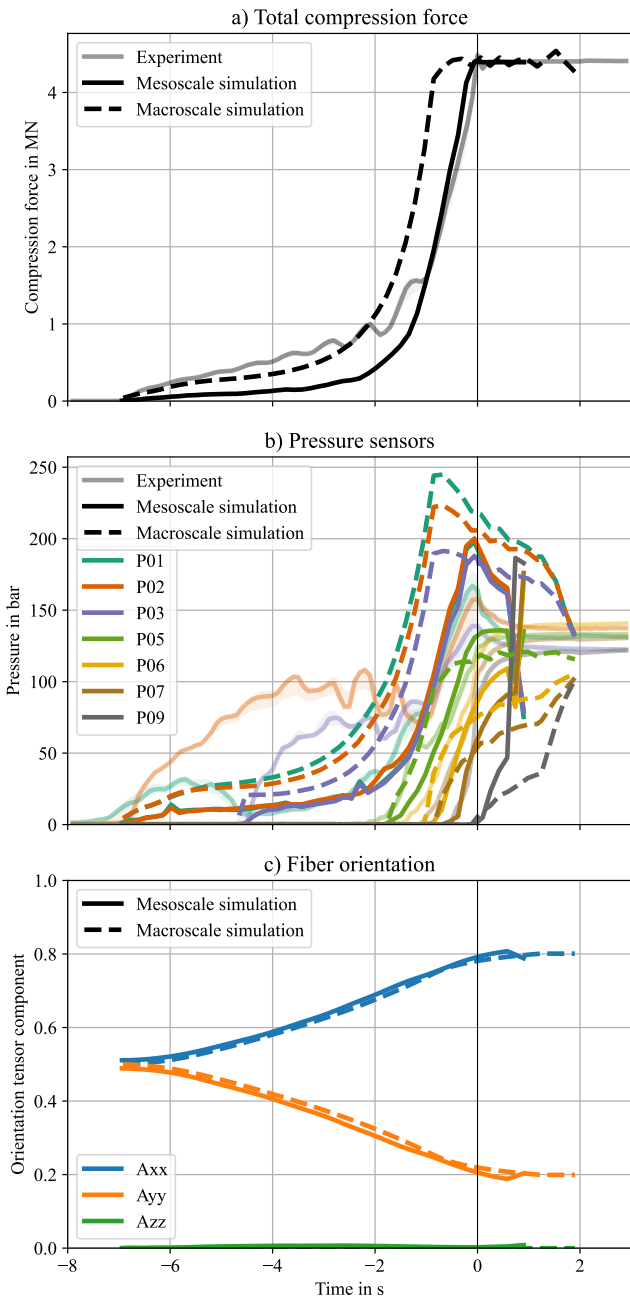 a) Total compression force
Compression force in MN
4
3
2
1
0
Experiment
Mesoscale simulation
Macroscale simulation
b) Pressure sensors
Pressure in bar
250
200
150
100
50
0
Experiment
Mesoscale simulation
Macroscale simulation
P01
P02
P03
P05
P06
P07
P09
c) Fiber orientation
Orientation tensor component
1.0
0.8
0.6
0.4
0.2
0.0
Mesoscale simulation
Macroscale simulation
Axx
Ayy
Azz
−8 −6 −4 −2 0 2
Time in s